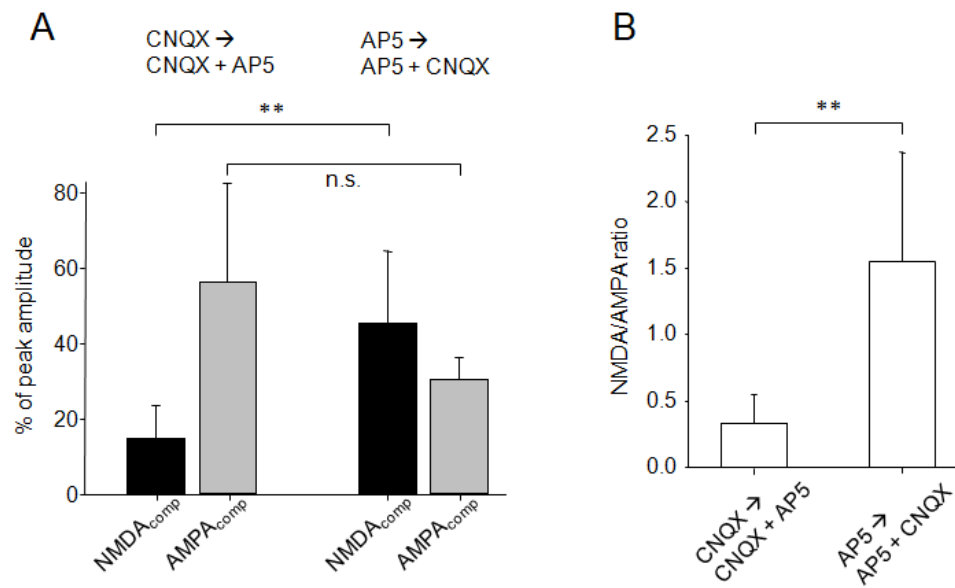 A
CNQX →
CNQX + AP5
AP5 →
AP5 + CNQX
**
n.s.
% of peak amplitude
80
60
40
20
0
NMDAcomp
AMPAcomp
NMDAcomp
AMPAcomp
B
**
NMDA/AMPA ratio
2.5
2.0
1.5
1.0
0.5
0.0
CNQX →
CNQX + AP5
AP5 →
AP5 + CNQX